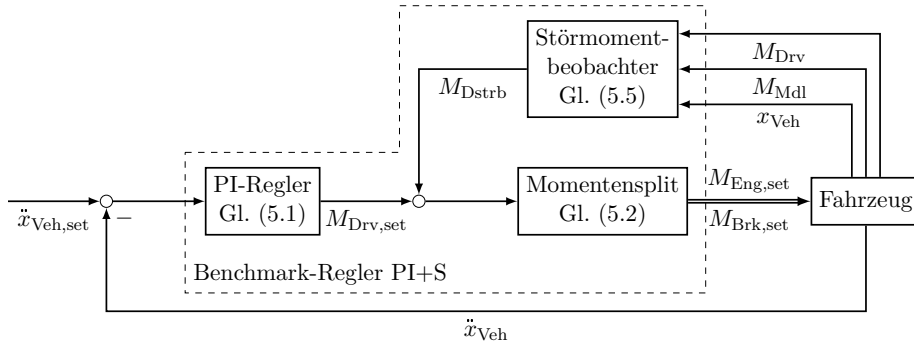 Störmoment-
beobachter
Gl. (5.5)
M_Drv
M_Dstrb
M_Mdl
x_Veh
PI-Regler
Gl. (5.1)
Momentensplit
Gl. (5.2)
M_Eng,set
Fahrzeug
ẍ_Veh,set
−
M_Drv,set
M_Brk,set
Benchmark-Regler PI+S
ẍ_Veh